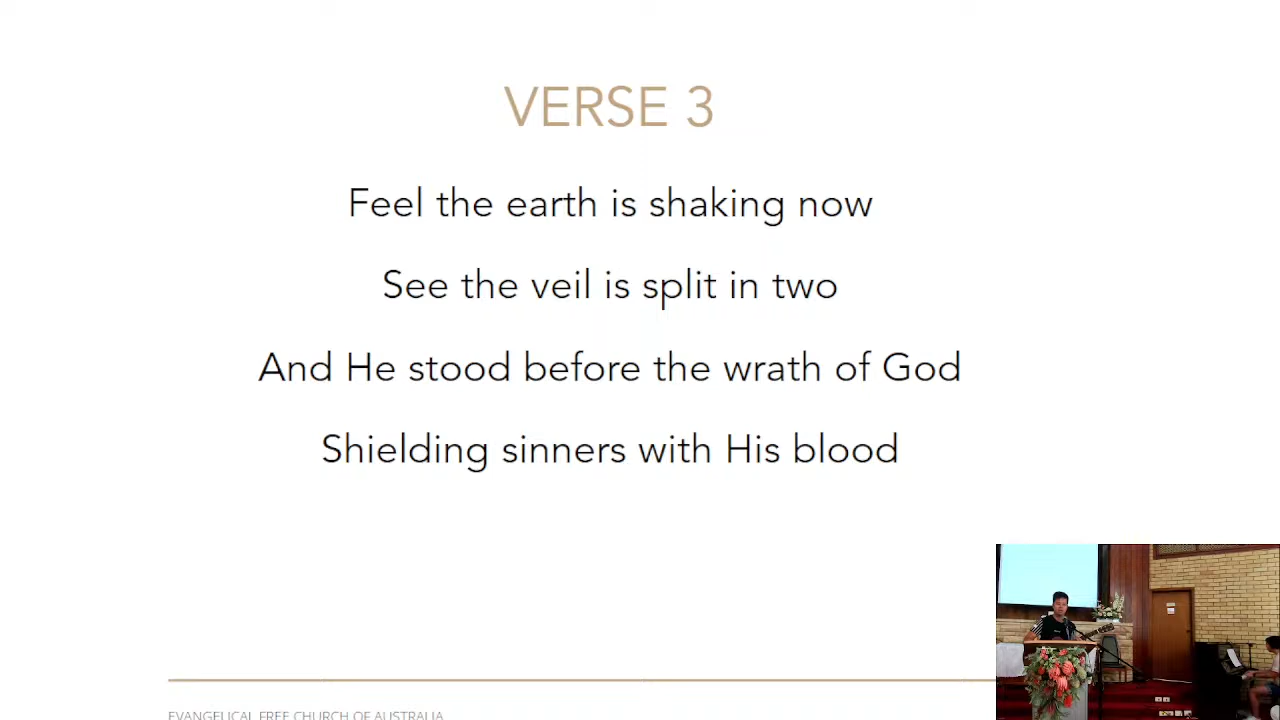 VERSE 3
Feel the earth is shaking now
See the veil is split in two
And He stood before the wrath of God
Shielding sinners with His blood
EVANGELICAL FREE CHURCH OF AUSTRALIA